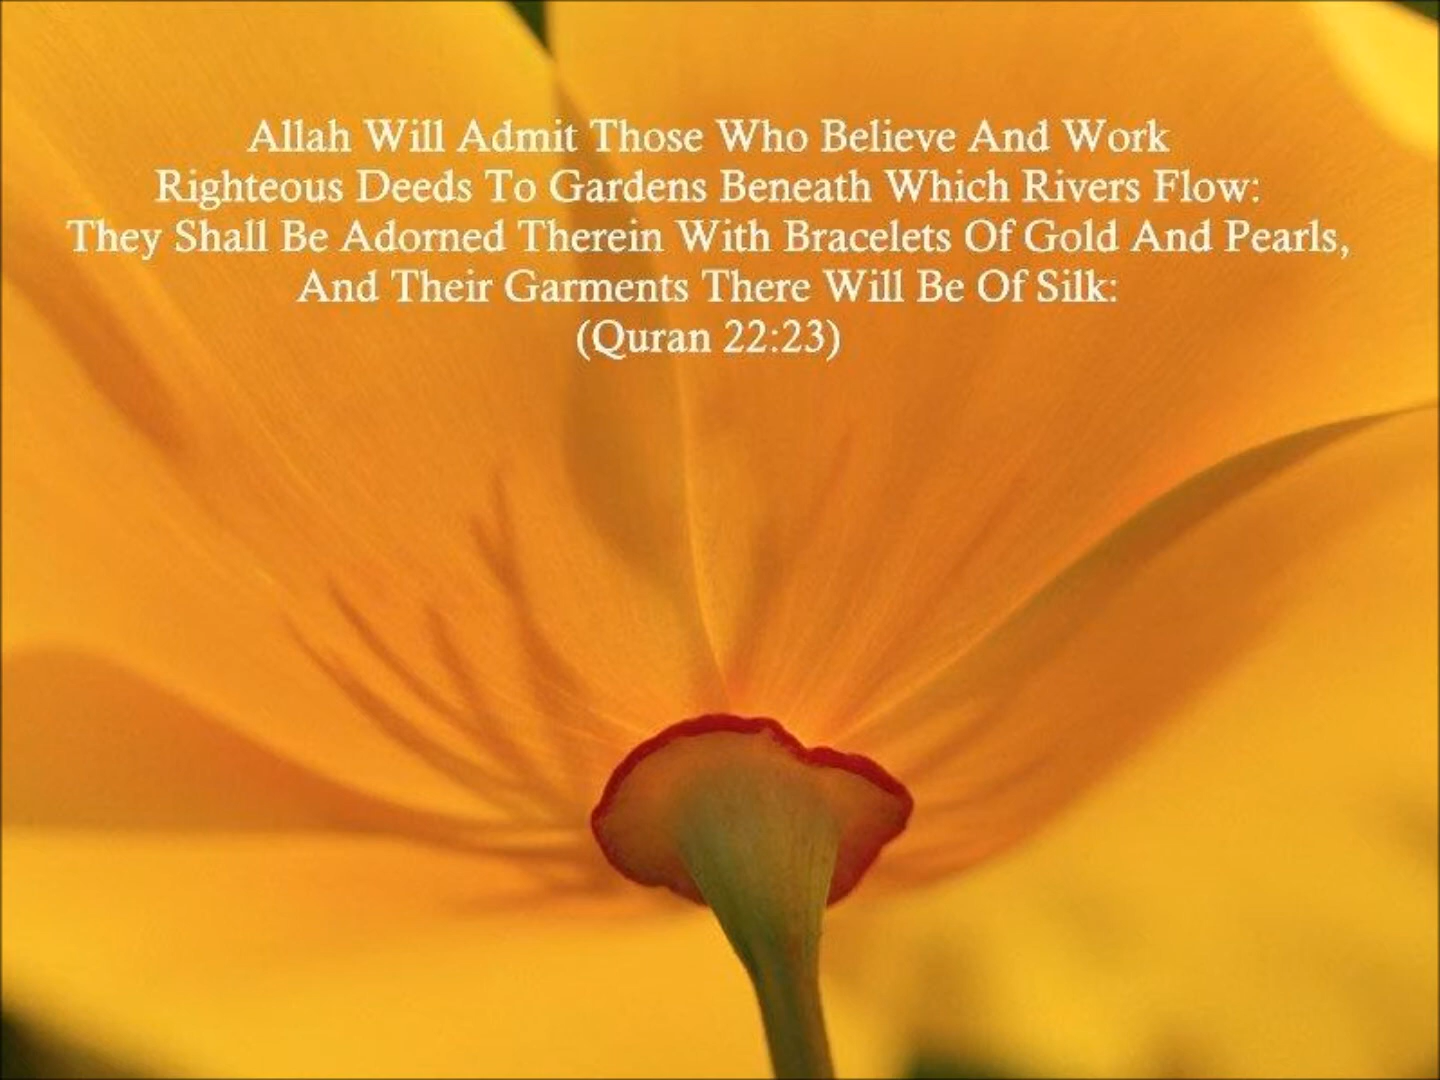 Allah Will Admit Those Who Believe And Work
Righteous Deeds To Gardens Beneath Which Rivers Flow:
They Shall Be Adorned Therein With Bracelets Of Gold And Pearls,
And Their Garments There Will Be Of Silk:
(Quran 22:23)